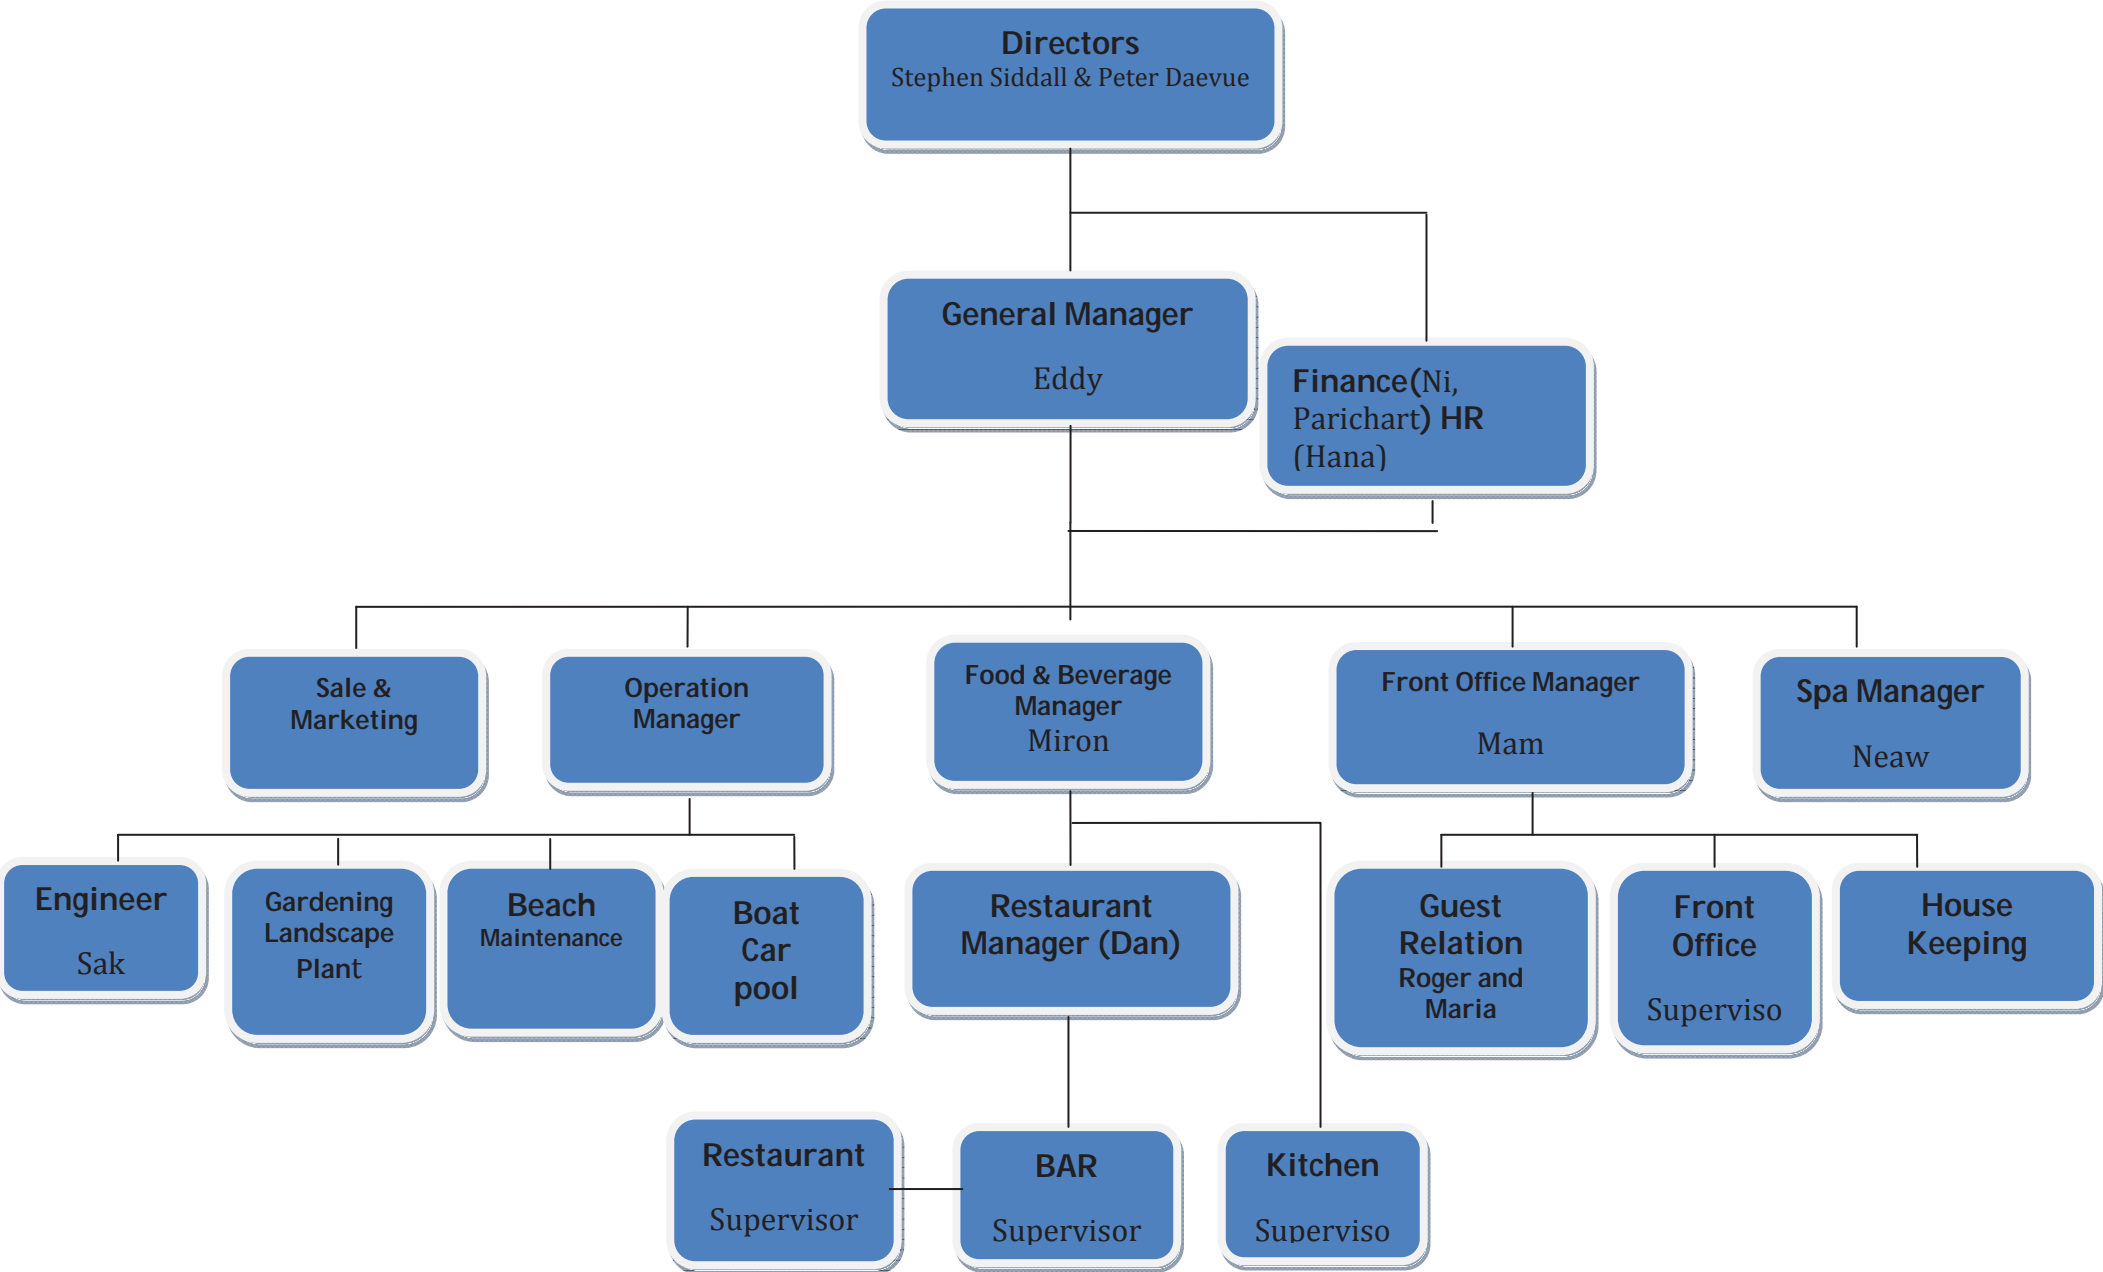 Directors
Stephen Siddall & Peter Daevue
General Manager
Eddy
Finance(Ni,
Parichart) HR
(Hana)
Sale &
Marketing
Operation
Manager
Food & Beverage
Manager
Miron
Front Office Manager
Mam
Spa Manager
Neaw
Engineer
Sak
Gardening
Landscape
Plant
Beach
Maintenance
Boat
Car
pool
Restaurant
Manager (Dan)
Guest
Relation
Roger and
Maria
Front
Office
Superviso
House
Keeping
Restaurant
Supervisor
BAR
Supervisor
Kitchen
Superviso